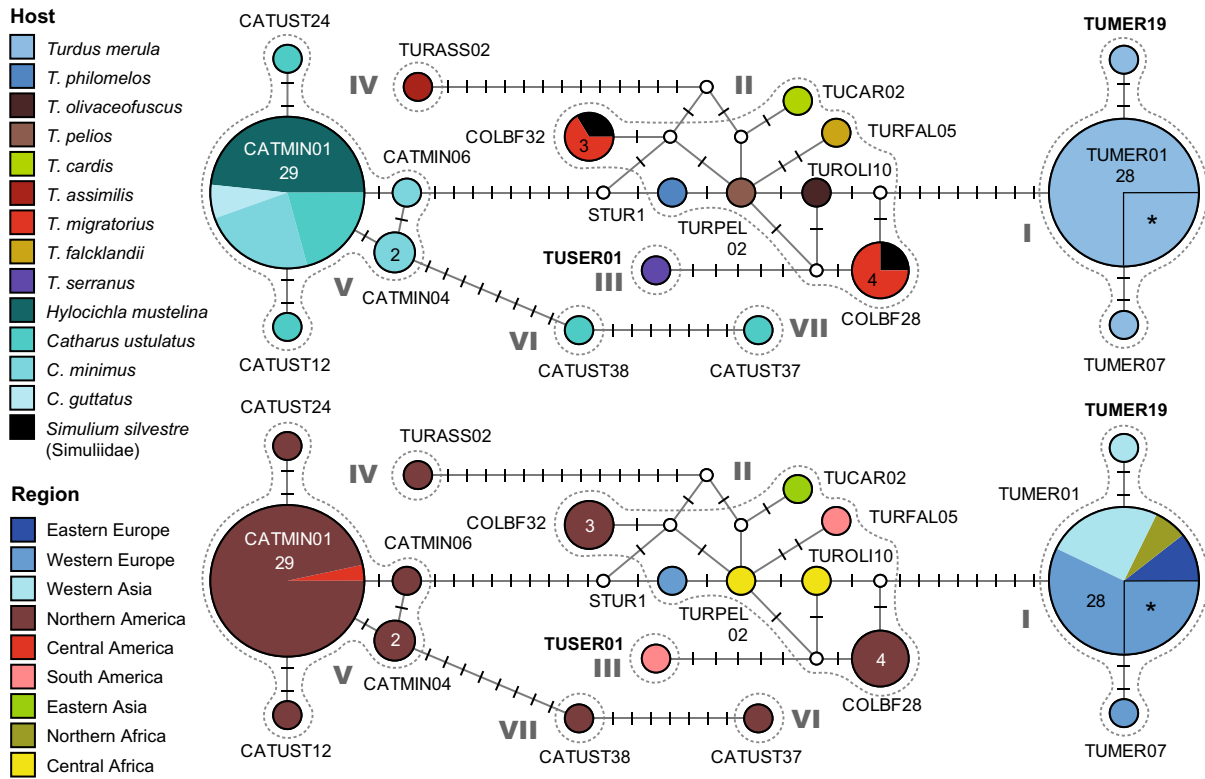 Host
Turdus merula
T. philomelos
T. olivaceofuscus
T. pelios
T. cardis
T. assimilis
T. migratorius
T. falcklandii
T. serranus
Hylocichla mustelina
Catharus ustulatus
C. minimus
C. guttatus
Simulium silvestre
(Simuliidae)
CATUST24
CATMIN01
29
CATMIN06
2
CATMIN04
V
CATUST12
IV
TURASS02
II
COLBF32
3
TUCAR02
TURFAL05
TUROLI10
STUR1
TURPEL
02
TUSER01
III
4
COLBF28
VI
CATUST38
CATUST37
VII
TUMER19
TUMER01
28
*
I
TUMER07
Region
Eastern Europe
Western Europe
Western Asia
Northern America
Central America
South America
Eastern Asia
Northern Africa
Central Africa
CATUST24
CATMIN01
29
CATMIN06
2
CATMIN04
V
CATUST12
IV
TURASS02
II
COLBF32
3
TUCAR02
TURFAL05
TUROLI10
STUR1
TURPEL
02
TUSER01
III
4
COLBF28
VII
CATUST38
CATUST37
VI
TUMER19
TUMER01
28
*
I
TUMER07